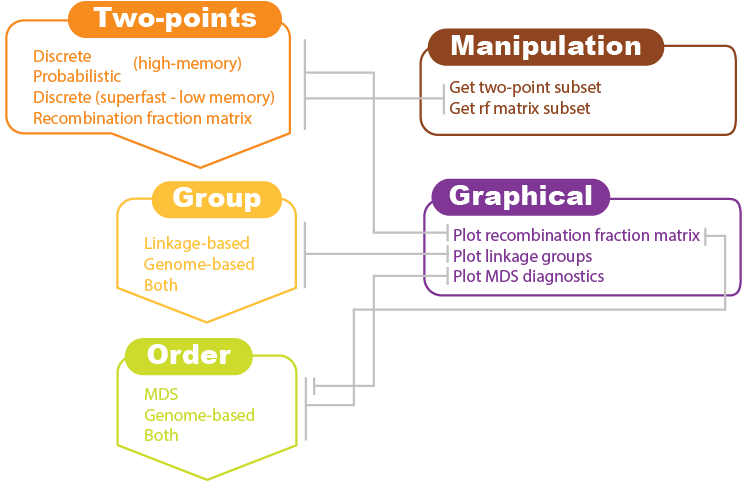 Two-points
Discrete
Probabilistic
(high-memory)
Discrete (superfast - low memory)
Recombination fraction matrix
Manipulation
Get two-point subset
Get rf matrix subset
Group
Linkage-based
Genome-based
Both
Graphical
Plot recombination fraction matrix
Plot linkage groups
Plot MDS diagnostics
Order
MDS
Genome-based
Both